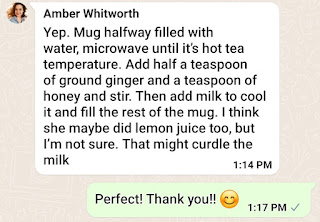 Amber Whitworth
Yep. Mug halfway filled with
water, microwave until it's hot tea
temperature. Add half a teaspoon
of ground ginger and a teaspoon of
honey and stir. Then add milk to cool
it and fill the rest of the mug. I think
she maybe did lemon juice too, but
I'm not sure. That might curdle the
milk
1:14 PM
Perfect! Thank you!! 😊
1:17 PM ✓